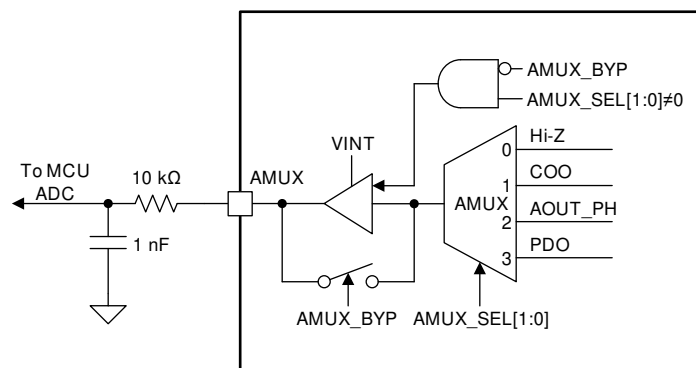 AMUX_BYP
AMUX_SEL[1:0]≠0
VINT
Hi-Z
0
To MCU
ADC
10 kΩ
AMUX
COO
1
AMUX
AOUT_PH
2
1 nF
PDO
3
AMUX_BYP
AMUX_SEL[1:0]